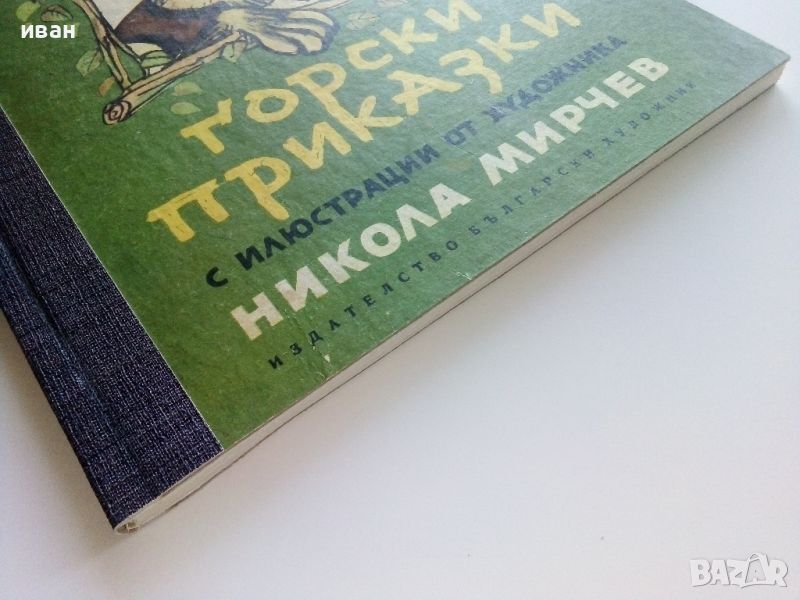 иван
горски
приказки
с илюстрации от художника
Никола Мирчев
издателство български художник
BAZAR